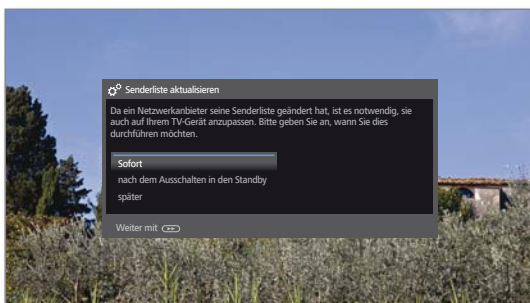 Senderliste aktualisieren
Da ein Netzwerkanbieter seine Senderliste geändert hat, ist es notwendig, sie
auch auf Ihrem TV-Gerät anzupassen. Bitte geben Sie an, wann Sie dies
durchführen möchten.
Sofort
nach dem Ausschalten in den Standby
später
Weiter mit